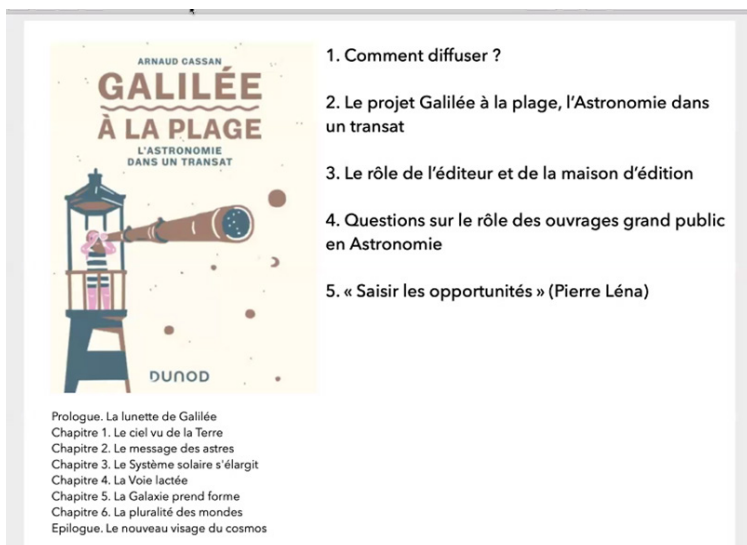 ARNAUD CASSAN
GALILÉE
À LA PLAGE
L'ASTRONOMIE
DANS UN TRANSAT
DUNOD
1. Comment diffuser ?
2. Le projet Galilée à la plage, l’Astronomie dans
un transat
3. Le rôle de l’éditeur et de la maison d’édition
4. Questions sur le rôle des ouvrages grand public
en Astronomie
5. « Saisir les opportunités » (Pierre Léna)
Prologue. La lunette de Galilée
Chapitre 1. Le ciel vu de la Terre
Chapitre 2. Le message des astres
Chapitre 3. Le Système solaire s'élargit
Chapitre 4. La Voie lactée
Chapitre 5. La Galaxie prend forme
Chapitre 6. La pluralité des mondes
Epilogue. Le nouveau visage du cosmos